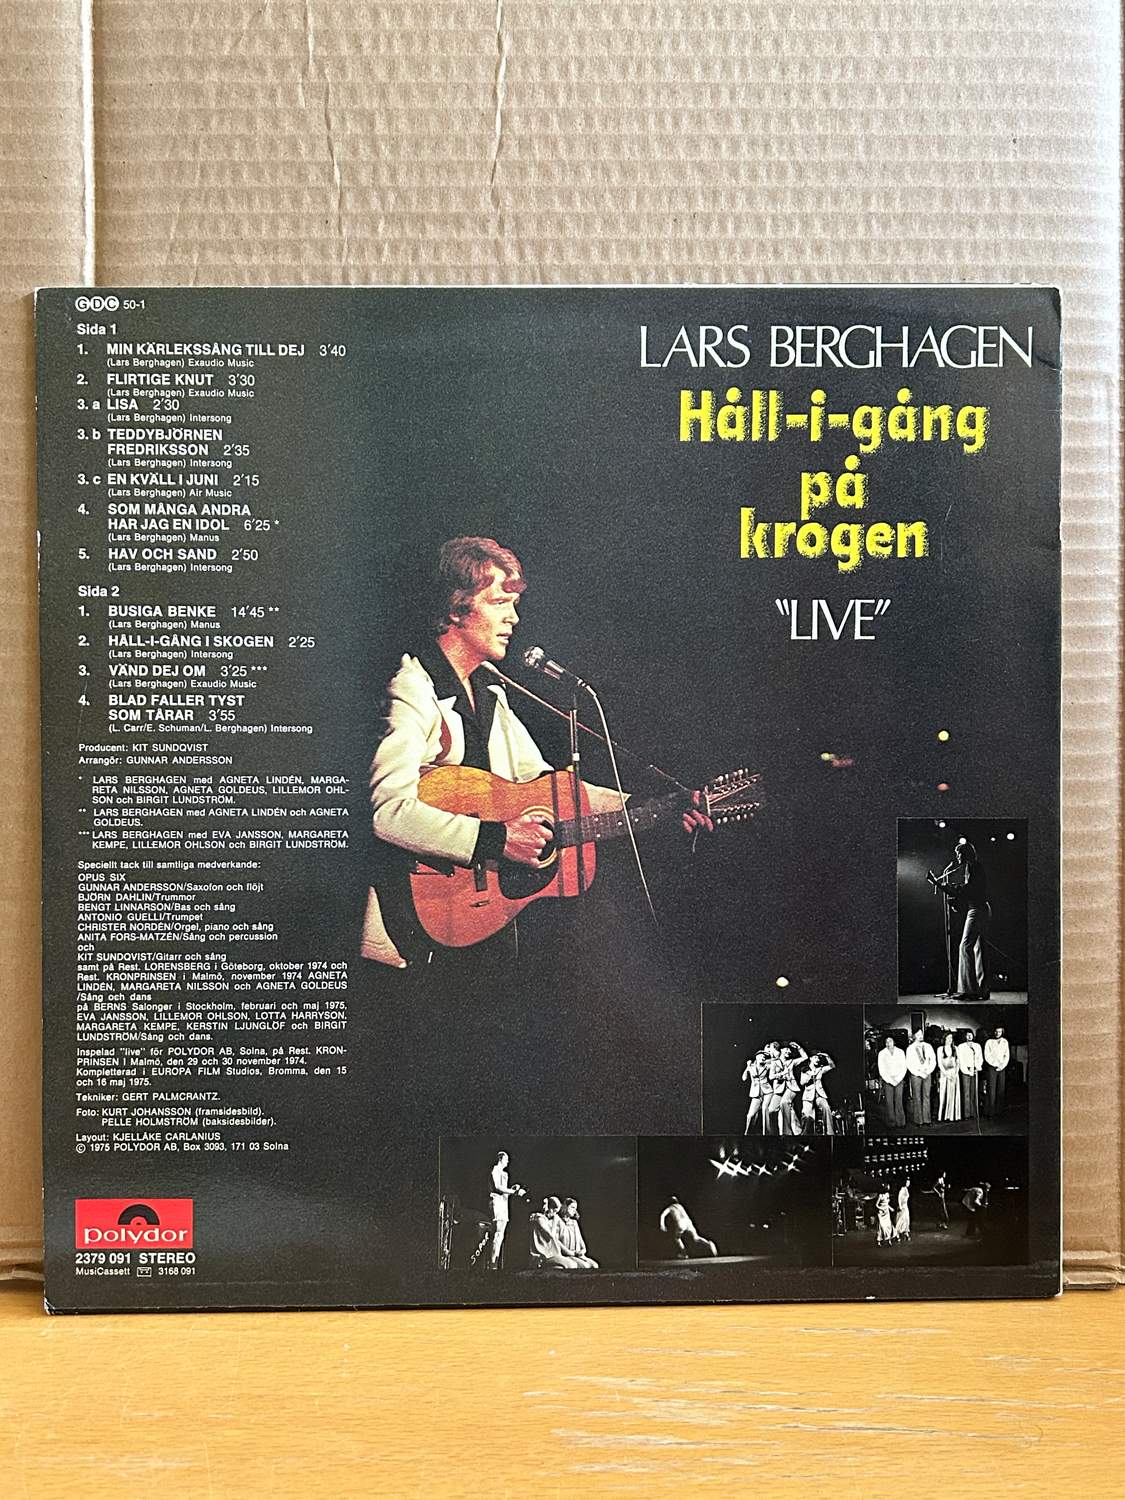 GDC 50-1
Sida 1
1. MIN KÄRLEKSSÅNG TILL DEJ 3'40
(Lars Berghagen) Exaudio Music
2. FLIRTIGE KNUT 3'30
(Lars Berghagen) Exaudio Music
3. a LISA 2'30
(Lars Berghagen) Intersong
3. b TEDDYBJÖRNEN
FREDRIKSSON 2'35
(Lars Berghagen) Intersong
3. c EN KVÄLL I JUNI 2'15
(Lars Berghagen) Air Music
4. SOM MÅNGA ANDRA
HAR JAG EN IDOL 6'25 *
(Lars Berghagen) Manus
5. HAV OCH SAND 2'50
(Lars Berghagen) Intersong
Sida 2
1. BUSIGA BENKE 14'45 **
(Lars Berghagen) Manus
2. HÅLL-I-GÅNG I SKOGEN 2'25
(Lars Berghagen) Intersong
3. VÄND DEJ OM 3'25 ***
(Lars Berghagen) Exaudio Music
4. BLAD FALLER TYST
SOM TÅRAR 3'55
(L. Carr/E. Schuman/L. Berghagen) Intersong
Producent: KIT SUNDQVIST
Arrangör: GUNNAR ANDERSSON
* LARS BERGHAGEN med AGNETA LINDÉN, MARGA-
RETA NILSSON, AGNETA GOLDEUS, LILLEMOR OHL-
SON och BIRGIT LUNDSTRÖM.
** LARS BERGHAGEN med AGNETA LINDÉN och AGNETA
GOLDEUS.
*** LARS BERGHAGEN med EVA JANSSON, MARGARETA
KEMPE, LILLEMOR OHLSON och BIRGIT LUNDSTRÖM.
Speciellt tack till samtliga medverkande:
OPUS SIX
GUNNAR ANDERSSON/Saxofon och flöjt
BJÖRN DAHLIN/Trummor
BENGT LINNARSON/Bas och sång
ANTONIO GUELLI/Trumpet
CHRISTER NORDÉN/Orgel, piano och sång
ANITA FORS-MATZÉN/Sång och percussion
och
KIT SUNDQVIST/Gitarr och sång
samt på Rest. LORENSBERG i Göteborg, oktober 1974 och
Rest. KRONPRINSEN i Malmö, november 1974 AGNETA
LINDÉN, MARGARETA NILSSON och AGNETA GOLDEUS
/Sång och dans
på BERNS Salonger i Stockholm, februari och maj 1975,
EVA JANSSON, LILLEMOR OHLSON, LOTTA HARRYSON,
MARGARETA KEMPE, KERSTIN LJUNGLÖF och BIRGIT
LUNDSTRÖM/Sång och dans.
Inspelad "live" för POLYDOR AB, Solna, på Rest. KRON-
PRINSEN I Malmö, den 29 och 30 november 1974.
Kompletterad i EUROPA FILM Studios, Bromma, den 15
och 16 maj 1975.
Tekniker: GERT PALMCRANTZ.
Foto: KURT JOHANSSON (framsidesbild).
PELLE HOLMSTRÖM (baksidesbilder).
Layout: KJELLÅKE CARLANIUS
© 1975 POLYDOR AB, Box 3093, 171 03 Solna
polydor
2379 091 STEREO
MusiCassett 3168 091
LARS BERGHAGEN
Håll-i-gång
på
krogen
"LIVE"